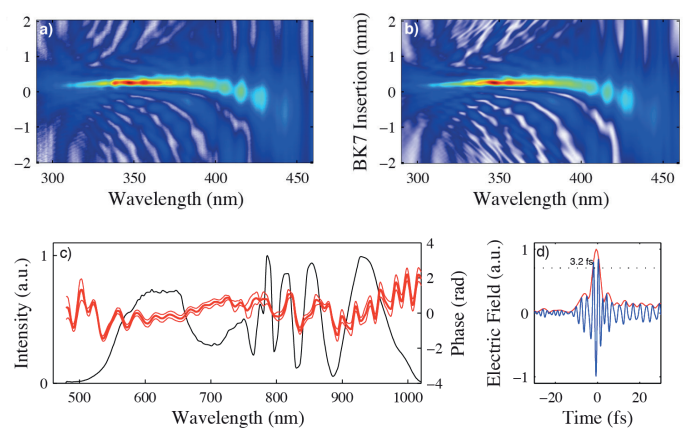 a)
2
1
0
−1
−2
300
350
400
450
Wavelength (nm)
b)
BK7 Insertion (mm)
2
1
0
−1
−2
300
350
400
450
Wavelength (nm)
c)
Intensity (a.u.)
1
0
4
2
0
−2
−4
Phase (rad)
500
600
700
800
900
1000
Wavelength (nm)
d)
Electric Field (a.u.)
3.2 fs
1
0
−1
−20
0
20
Time (fs)